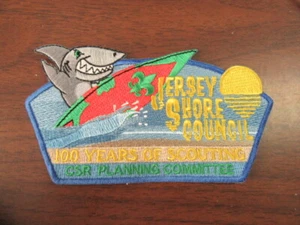 JERSEY
SHORE
COUNCIL
100 YEARS OF SCOUTING
CSR PLANNING COMMITTEE